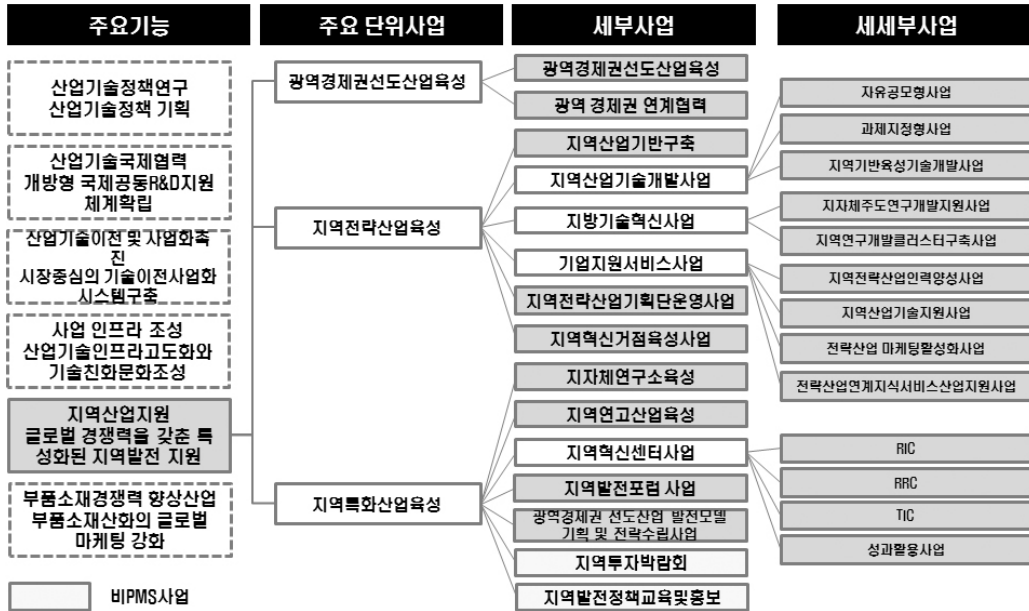 주요기능
주요 단위사업
세부사업
세세부사업
산업기술정책연구
산업기술정책 기획
산업기술국제협력
개방형 국제공동R&D지원
체계확립
산업기술이전 및 사업화촉
진
시장중심의 기술이전사업화
시스템구축
사업 인프라 조성
산업기술인프라고도화와
기술친화문화조성
지역산업지원
글로벌 경쟁력을 갖춘 특
성화된 지역발전 지원
부품소재경쟁력 향상산업
부품소재산화의 글로벌
마케팅 강화
비PMS사업
광역경제권선도산업육성
지역전략산업육성
지역특화산업육성
광역경제권선도산업육성
광역 경제권 연계협력
지역산업기반구축
지역산업기술개발사업
지방기술혁신사업
기업지원서비스사업
지역전략산업기획단운영사업
지역혁신거점육성사업
지자체연구소육성
지역연고산업육성
지역혁신센터사업
지역발전포럼 사업
광역경제권 선도산업 발전모델
기획 및 전략수립사업
지역투자박람회
지역발전정책교육및홍보
자유공모형사업
과제지정형사업
지역기반육성기술개발사업
지자체주도연구개발지원사업
지역연구개발클러스터구축사업
지역전략산업인력양성사업
지역산업기술지원사업
전략산업 마케팅활성화사업
전략산업연계지식서비스산업지원사업
RIC
RRC
TIC
성과활용사업